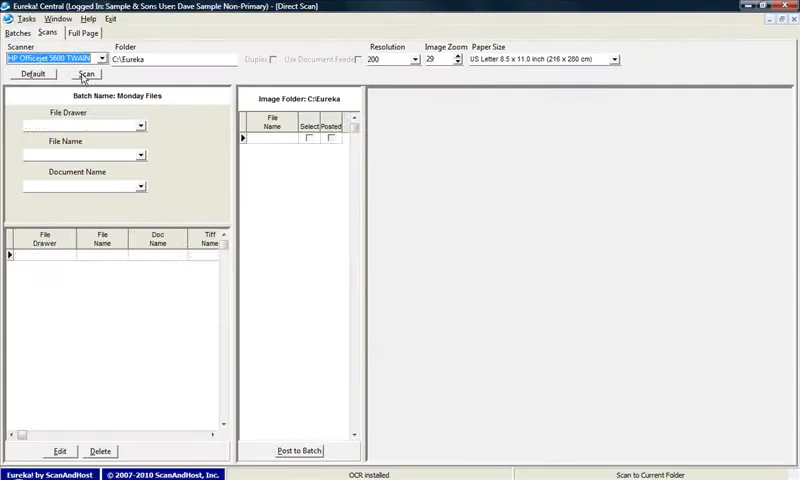 Eureka! Central (Logged In: Sample & Sons User: Dave Sample Non-Primary) - [Direct Scan]
Tasks Window Help Exit
Batches Scans Full Page
Scanner Folder Resolution Image Zoom Paper Size
HP Officejet 5600 TWAIN C:\Eureka Duplex Use Document Feeder 200 29 US Letter 8.5 x 11.0 inch (216 x 280 cm)
Default Scan
Batch Name: Monday Files
File Drawer
File Name
Document Name
Image Folder: C:\Eureka
File Name Select Posted
File Drawer File Name Doc Name Tiff Name
Edit Delete
Post to Batch
Eureka! by ScanAndHost © 2007-2010 ScanAndHost, Inc. OCR installed Scan to Current Folder